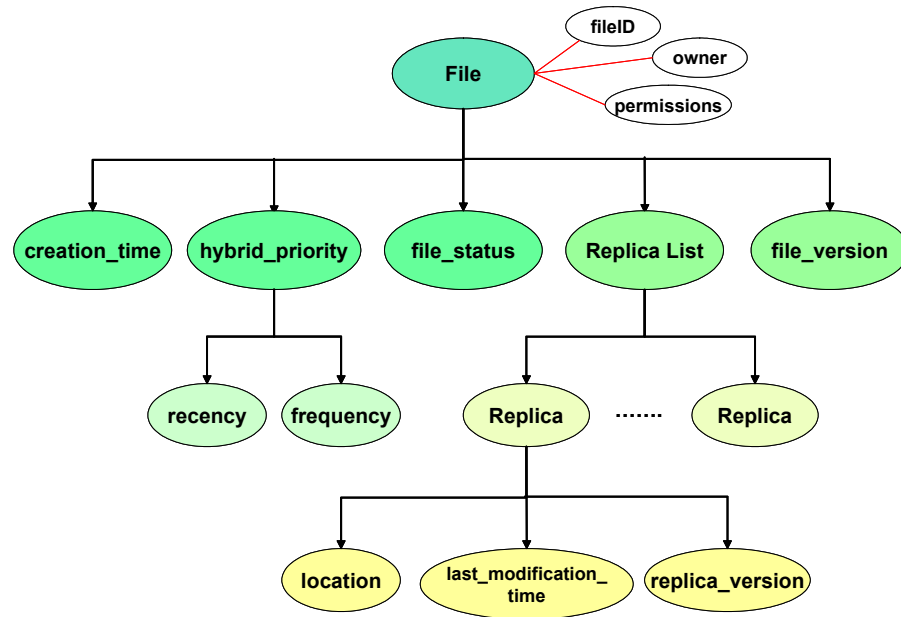 fileID
owner
File
permissions
creation_time
hybrid_priority
file_status
Replica List
file_version
recency
frequency
Replica
.......
Replica
location
last_modification_
time
replica_version